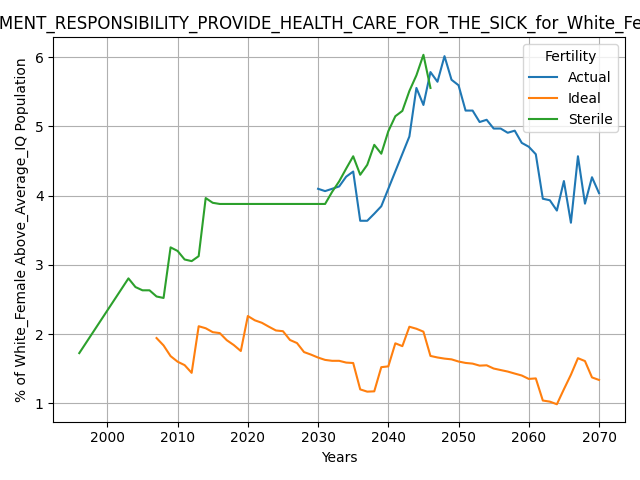 MENT_RESPONSIBILITY_PROVIDE_HEALTH_CARE_FOR_THE_SICK_for_White_Fe
% of White_Female Above_Average_IQ Population
6
5
4
3
2
1
Fertility
Actual
Ideal
Sterile
2000 2010 2020 2030 2040 2050 2060 2070
Years